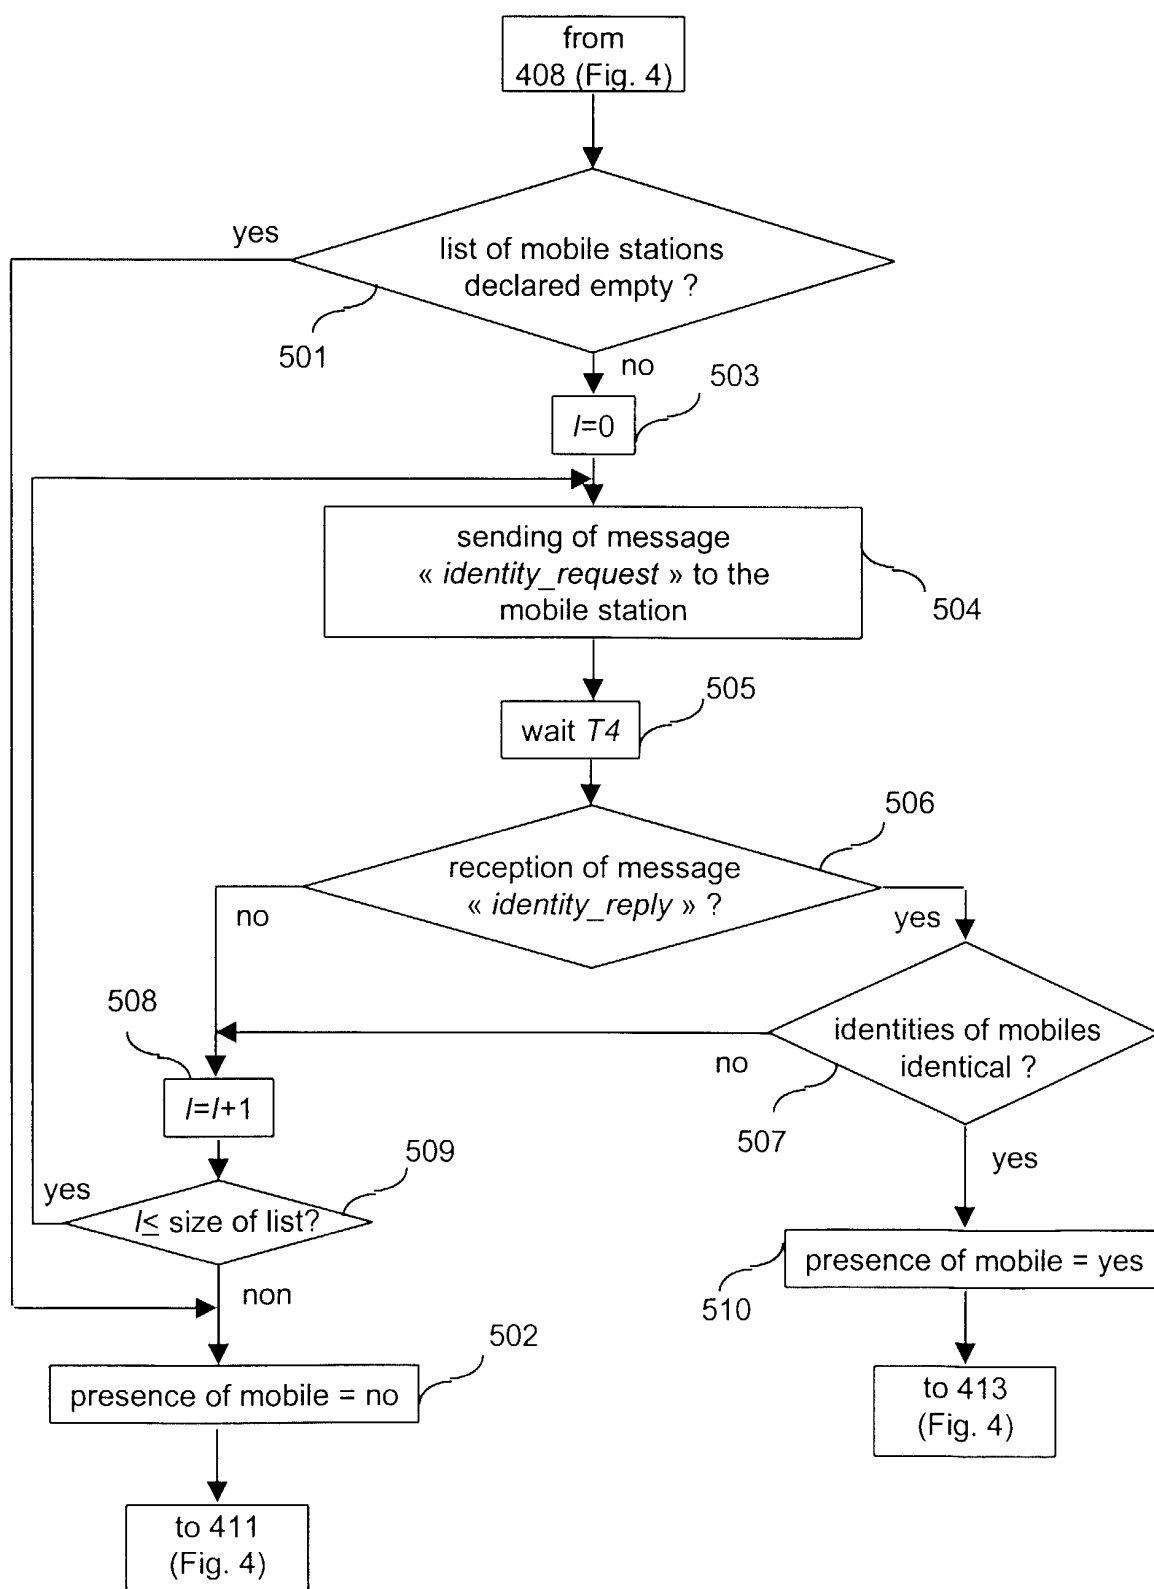 from
408 (Fig. 4)
yes
list of mobile stations
declared empty ?
501
no
503
I=0
sending of message
« identity_request » to the
mobile station
504
505
wait T4
506
reception of message
« identity_reply » ?
no
yes
508
identities of mobiles
identical ?
no
I=I+1
507
509
yes
yes
I≤ size of list?
non
presence of mobile = yes
510
502
presence of mobile = no
to 413
(Fig. 4)
to 411
(Fig. 4)